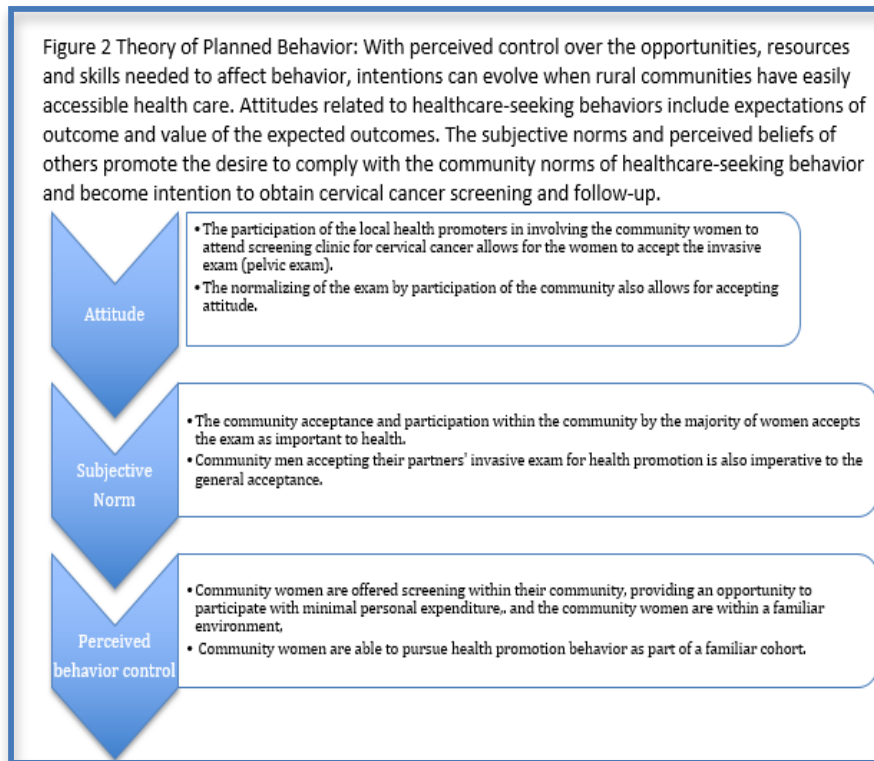 Figure 2 Theory of Planned Behavior: With perceived control over the opportunities, resources
and skills needed to affect behavior, intentions can evolve when rural communities have easily
accessible health care. Attitudes related to healthcare-seeking behaviors include expectations of
outcome and value of the expected outcomes. The subjective norms and perceived beliefs of
others promote the desire to comply with the community norms of healthcare-seeking behavior
and become intention to obtain cervical cancer screening and follow-up.
Attitude
•The participation of the local health promoters in involving the community women to
attend screening clinic for cervical cancer allows for the women to accept the invasive
exam (pelvic exam).
•The normalizing of the exam by participation of the community also allows for accepting
attitude.
Subjective
Norm
•The community acceptance and participation within the community by the majority of women accepts
the exam as important to health.
•Community men accepting their partners' invasive exam for health promotion is also imperative to the
general acceptance.
Perceived
behavior control
•Community women are offered screening within their community, providing an opportunity to
participate with minimal personal expenditure,. and the community women are within a familiar
environment,
• Community women are able to pursue health promotion behavior as part of a familiar cohort.